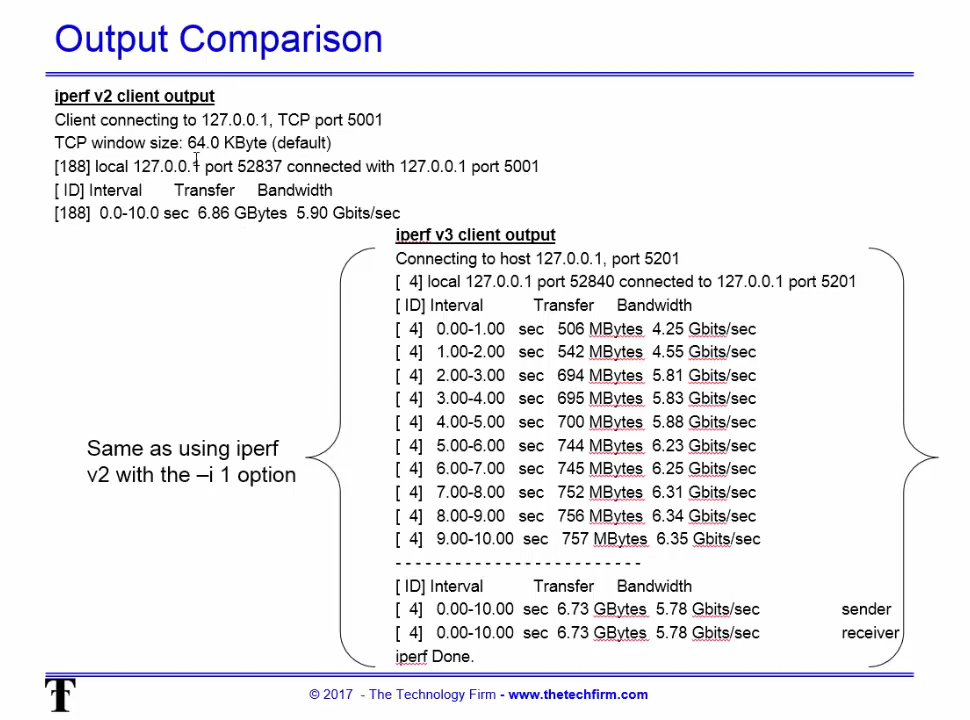 Output Comparison
iperf v2 client output
Client connecting to 127.0.0.1, TCP port 5001
TCP window size: 64.0 KByte (default)
[188] local 127.0.0.1 port 52837 connected with 127.0.0.1 port 5001
[ ID] Interval Transfer Bandwidth
[188] 0.0-10.0 sec 6.86 GBytes 5.90 Gbits/sec
iperf v3 client output
Connecting to host 127.0.0.1, port 5201
[ 4] local 127.0.0.1 port 52840 connected to 127.0.0.1 port 5201
[ ID] Interval Transfer Bandwidth
[ 4] 0.00-1.00 sec 506 MBytes 4.25 Gbits/sec
[ 4] 1.00-2.00 sec 542 MBytes 4.55 Gbits/sec
[ 4] 2.00-3.00 sec 694 MBytes 5.81 Gbits/sec
[ 4] 3.00-4.00 sec 695 MBytes 5.83 Gbits/sec
[ 4] 4.00-5.00 sec 700 MBytes 5.88 Gbits/sec
[ 4] 5.00-6.00 sec 744 MBytes 6.23 Gbits/sec
[ 4] 6.00-7.00 sec 745 MBytes 6.25 Gbits/sec
[ 4] 7.00-8.00 sec 752 MBytes 6.31 Gbits/sec
[ 4] 8.00-9.00 sec 756 MBytes 6.34 Gbits/sec
[ 4] 9.00-10.00 sec 757 MBytes 6.35 Gbits/sec
- - - - - - - - - - - - - - - - - - - - - - - - -
[ ID] Interval Transfer Bandwidth
[ 4] 0.00-10.00 sec 6.73 GBytes 5.78 Gbits/sec sender
[ 4] 0.00-10.00 sec 6.73 GBytes 5.78 Gbits/sec receiver
iperf Done.
Same as using iperf
v2 with the –i 1 option
T
© 2017 - The Technology Firm - www.thetechfirm.com